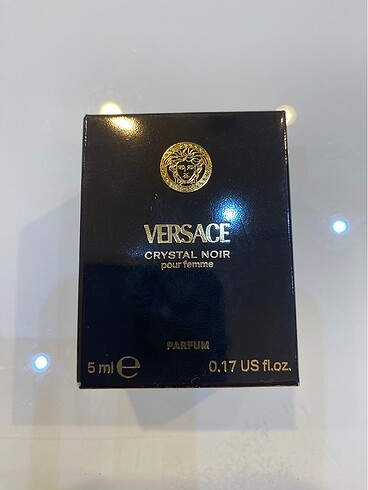 VERSACE
CRYSTAL NOIR
pour femme
PARFUM
5 ml ℮ 0.17 US fl.oz.